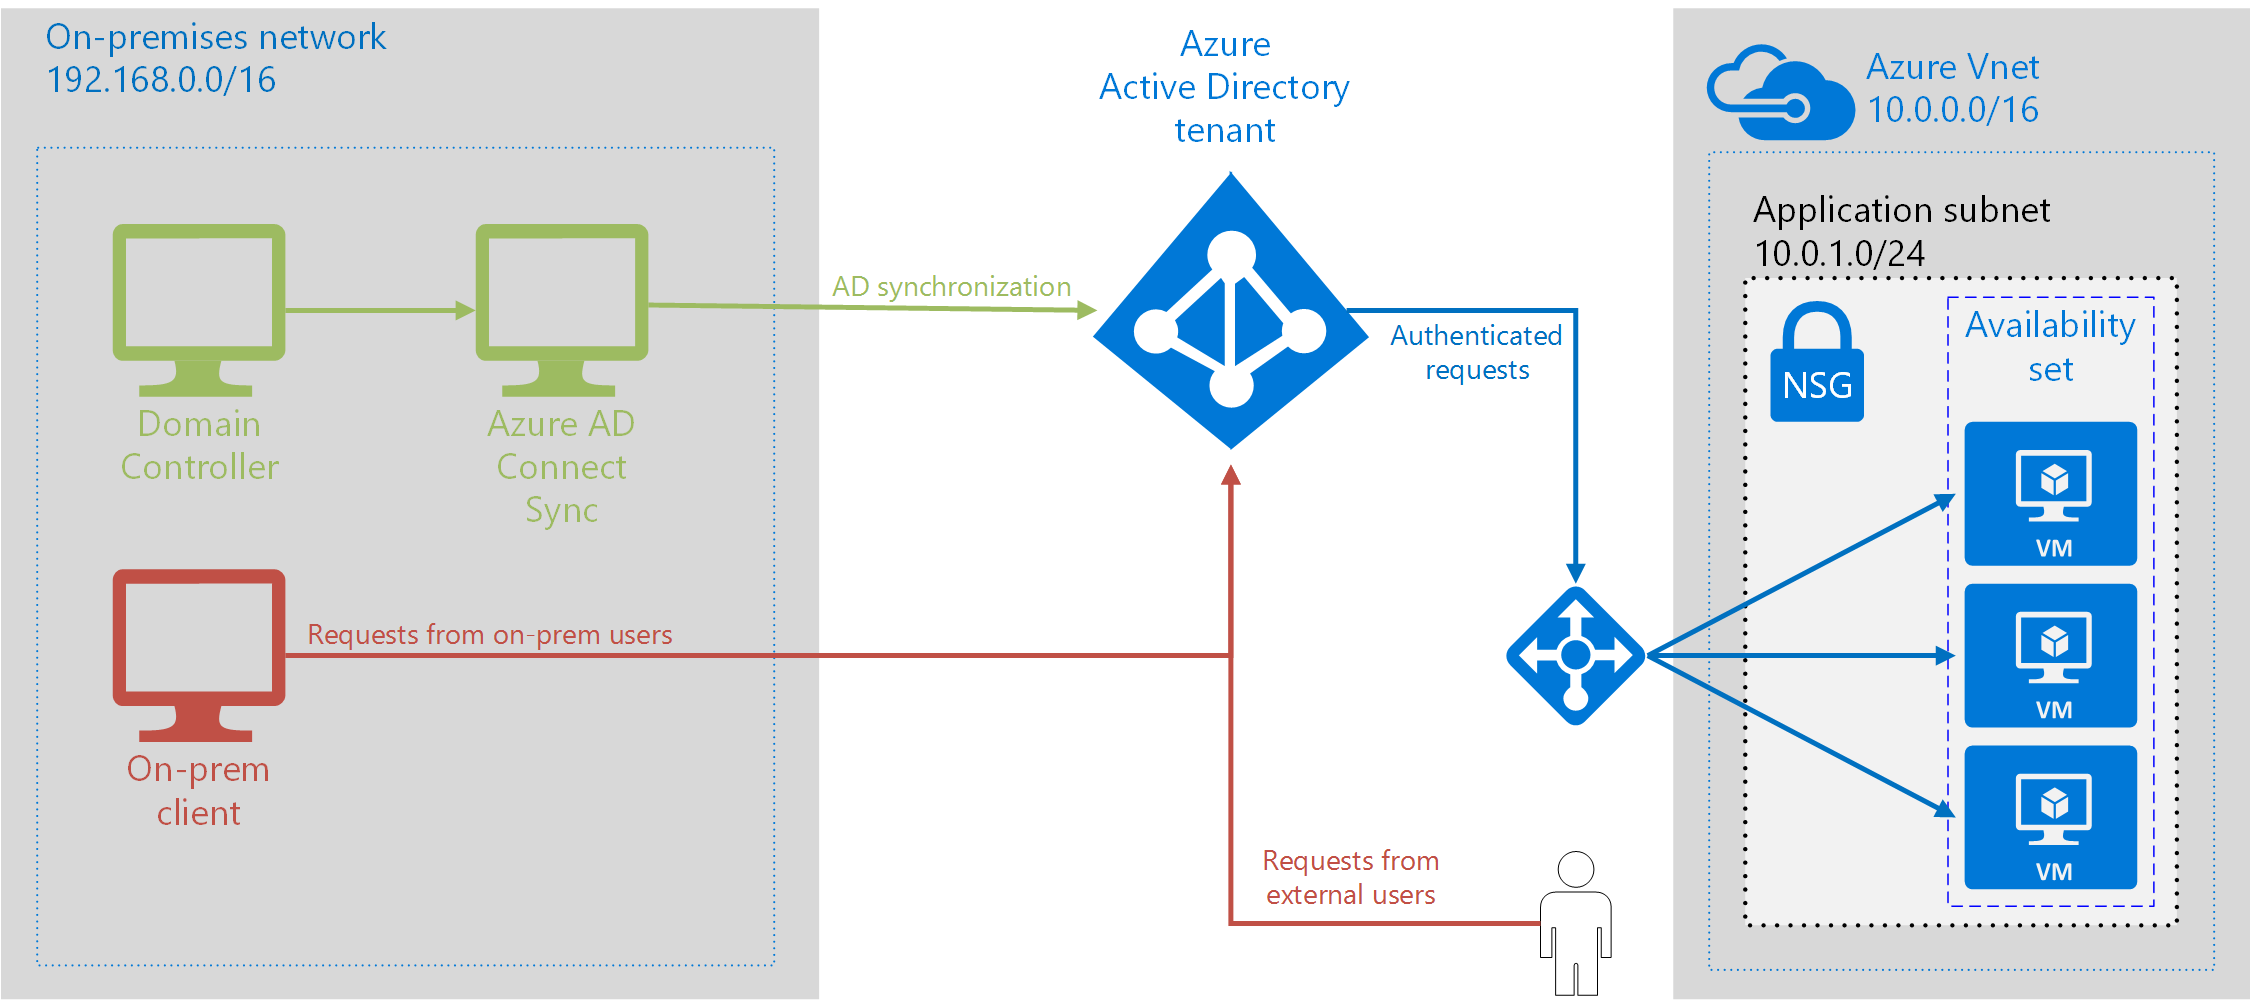 On-premises network
192.168.0.0/16
Azure
Active Directory
tenant
Azure Vnet
10.0.0.0/16
Application subnet
10.0.1.0/24
AD synchronization
Authenticated
requests
NSG
Availability
set
Domain
Controller
Azure AD
Connect
Sync
VM
VM
VM
Requests from on-prem users
On-prem
client
Requests from
external users